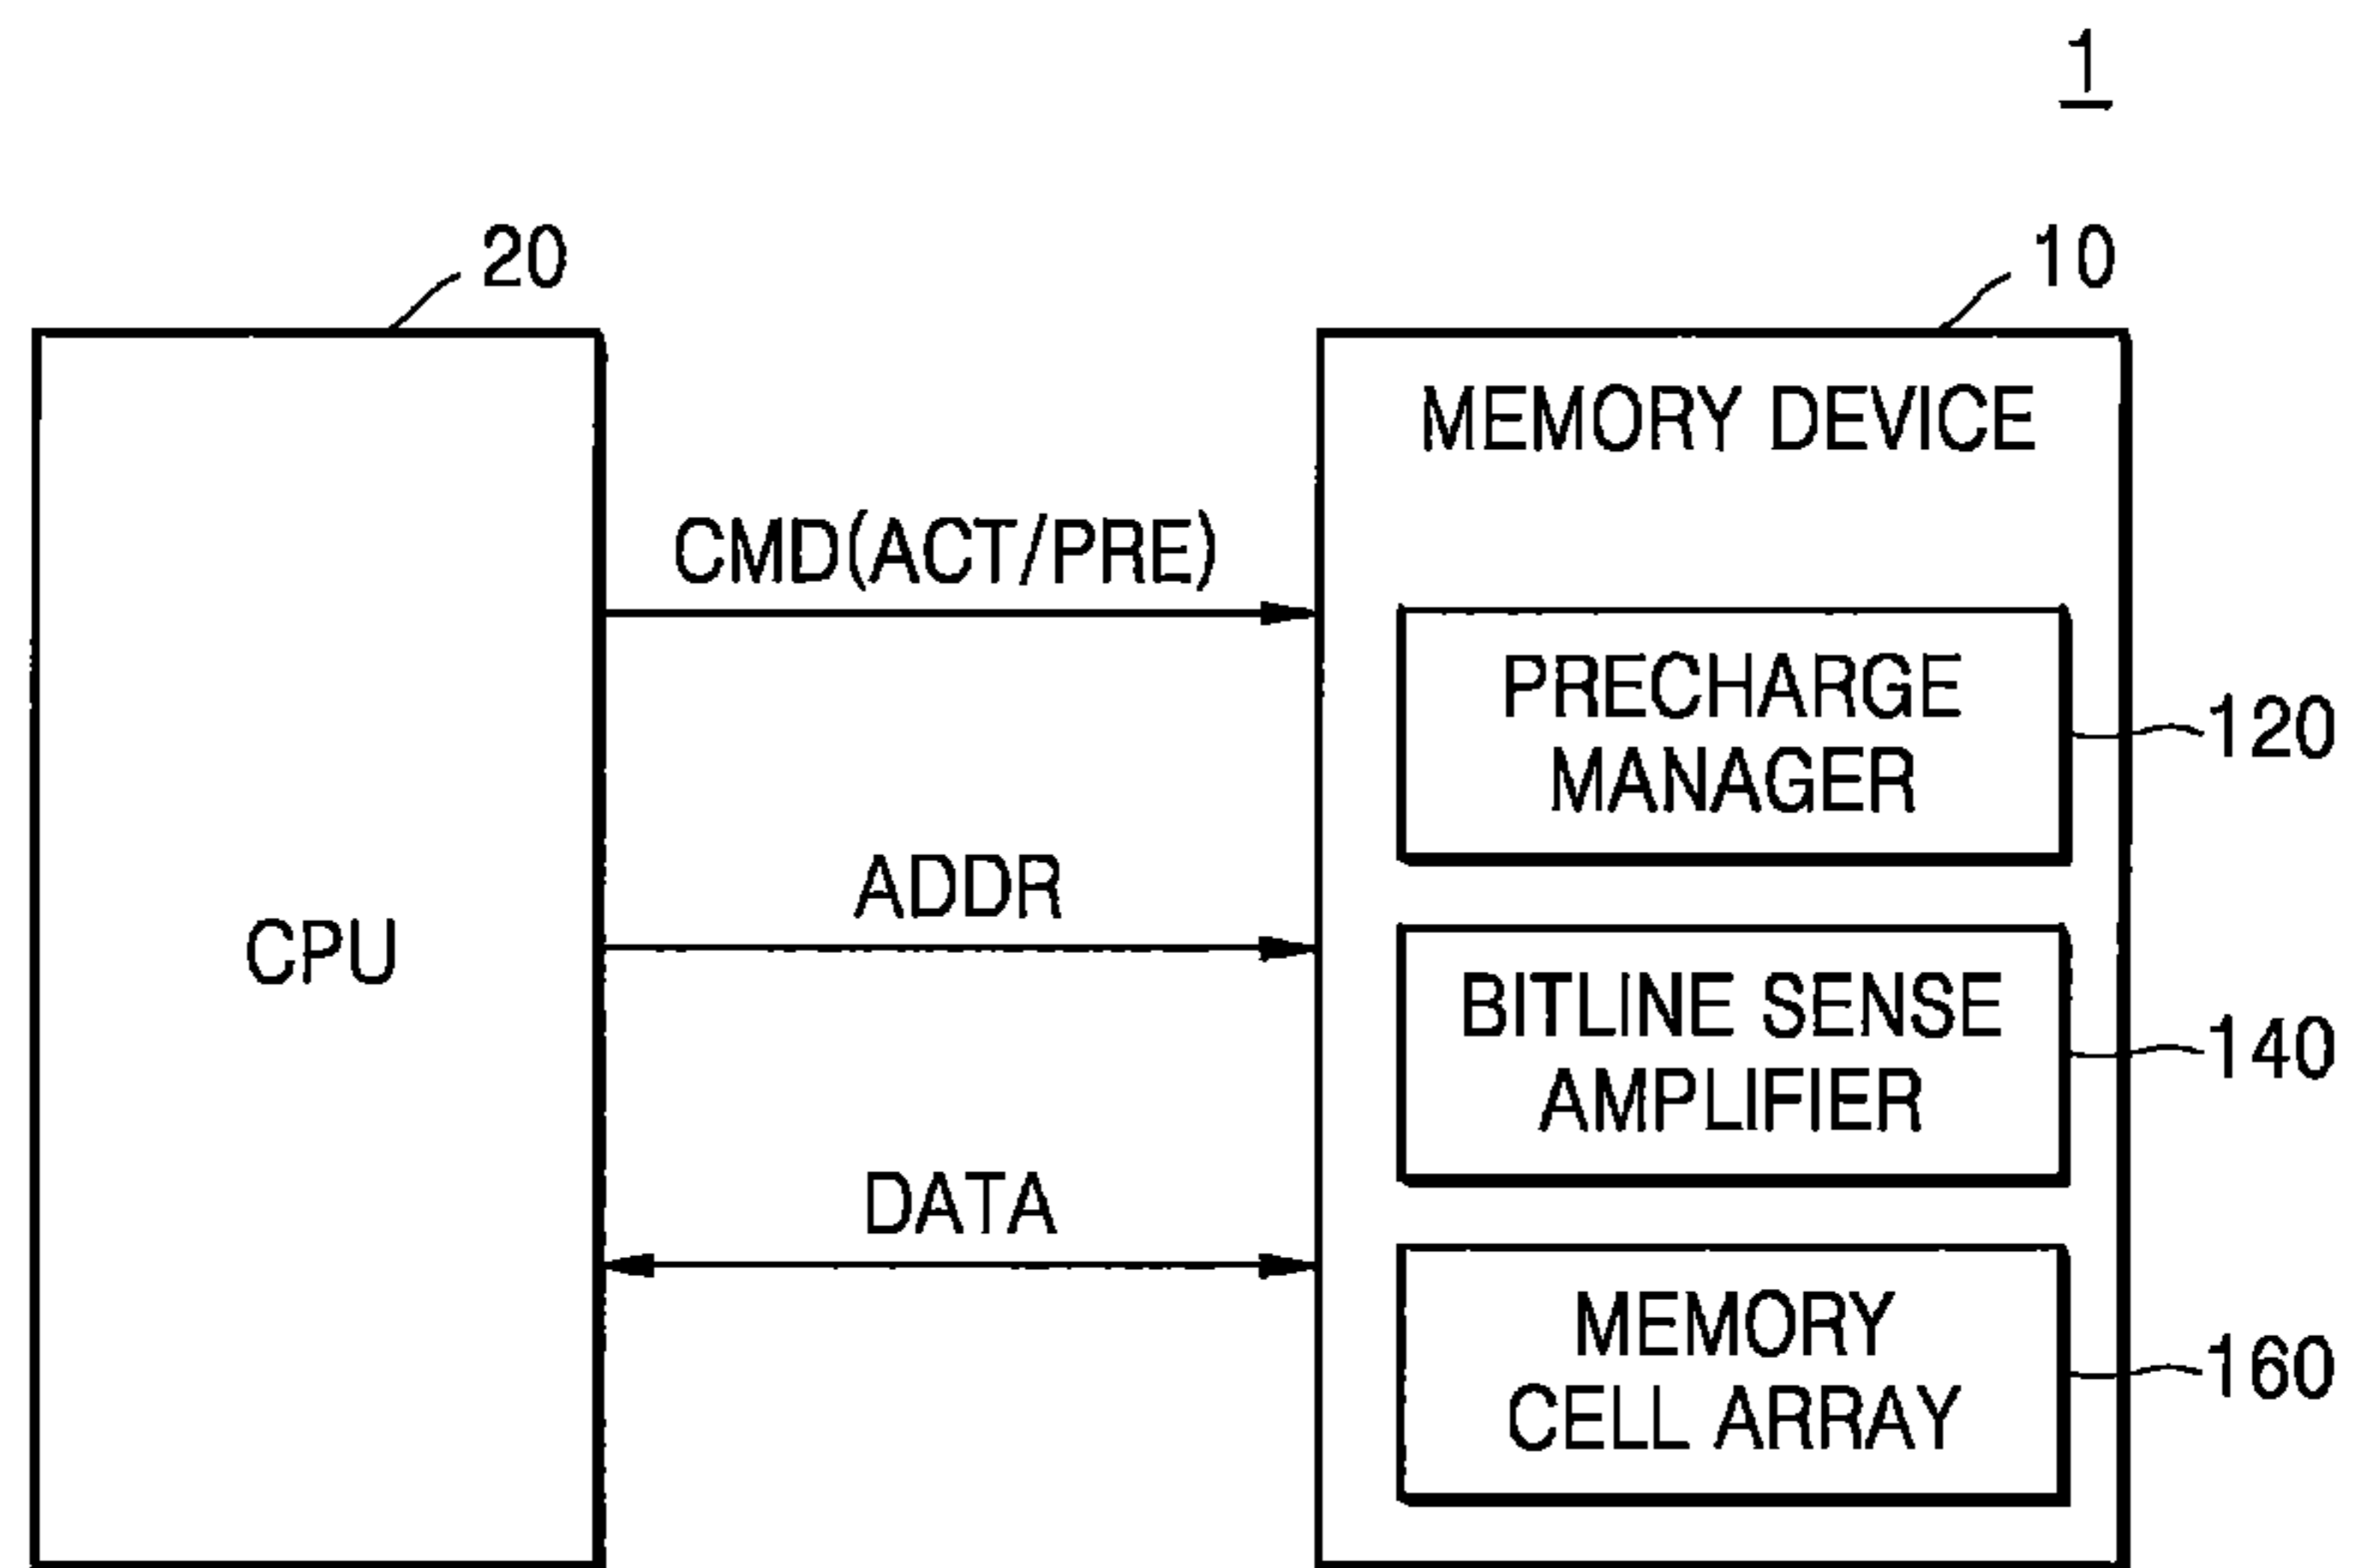 1
20
10
MEMORY DEVICE
CMD(ACT/PRE)
PRECHARGE
MANAGER
120
ADDR
CPU
BITLINE SENSE
AMPLIFIER
140
DATA
MEMORY
CELL ARRAY
160